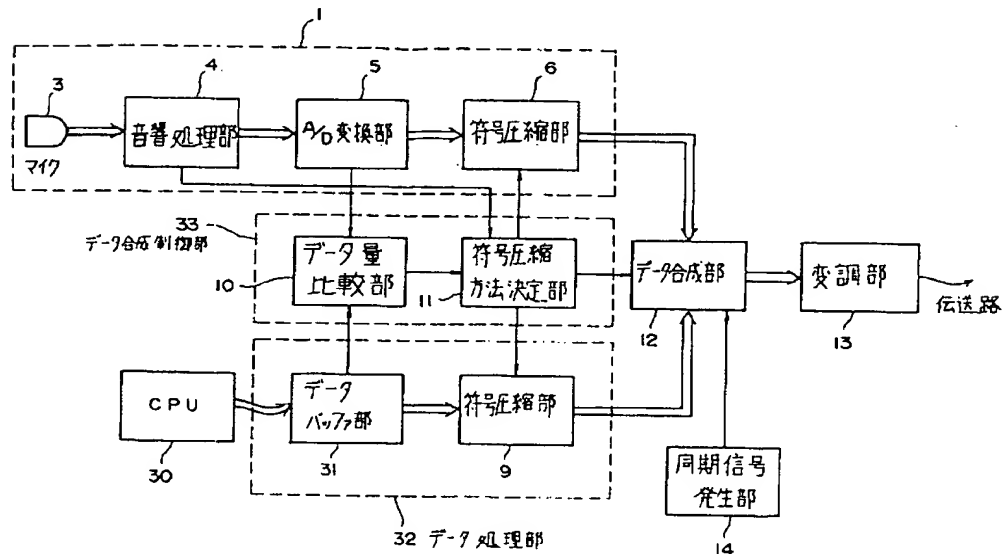 1
3
4
5
6
音響処理部
A/D変換部
符号圧縮部
マイク
33
データ合成制御部
データ量
比較部
10
符号圧縮
方法決定部
11
データ合成部
12
変調部
13
伝送路
CPU
30
データ
バッファ部
31
符号圧縮部
9
同期信号
発生部
14
32 データ処理部